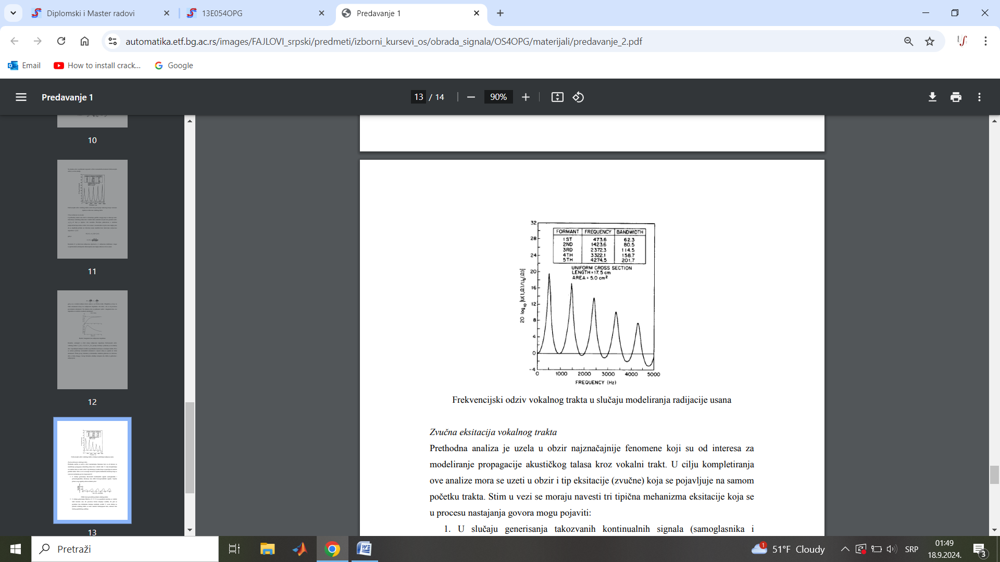 Diplomski i Master radovi
13E054OPG
Predavanje 1
automatika.etf.bg.ac.rs/images/FAJLOVI_srpski/predmeti/izborni_kursevi_os/obrada_signala/OS4OPG/materijali/predavanje_2.pdf
Email
How to install crack...
Google
Predavanje 1
13 / 14
90%
10
11
12
13
32
28
24
20
16
12
8
4
0
-4
20 log10 |U(1,Ω)/UG(Ω)|
FORMANT FREQUENCY BANDWIDTH
1ST 473.6 62.3
2ND 1423.6 80.5
3RD 2372.3 114.5
4TH 3322.1 158.7
5TH 4274.5 201.7
UNIFORM CROSS SECTION
LENGTH = 17.5 cm
AREA = 5.0 cm²
0 1000 2000 3000 4000 5000
FREQUENCY (Hz)
Frekvencijski odziv vokalnog trakta u slučaju modeliranja radijacije usana
Zvučna eksitacija vokalnog trakta
Prethodna analiza je uzela u obzir najznačajnije fenomene koji su od interesa za
modeliranje propagacije akustičkog talasa kroz vokalni trakt. U cilju kompletiranja
ove analize mora se uzeti u obzir i tip eksitacije (zvučne) koja se pojavljuje na samom
početku trakta. Stim u vezi se moraju navesti tri tipična mehanizma eksitacije koja se
u procesu nastajanja govora mogu pojaviti:
1. U slučaju generisanja takozvanih kontinualnih signala (samoglasnika i
Pretraži
1
51°F Cloudy
SRP
01:49
18.9.2024.
3